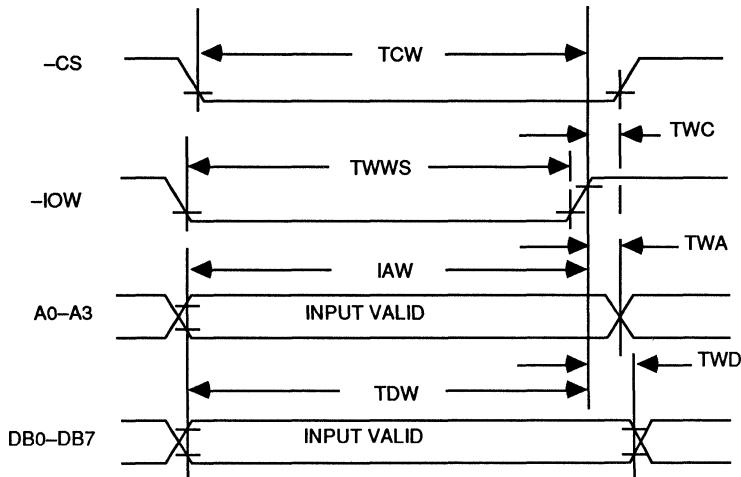 TCW
–CS
TWC
TWWS
–IOW
TWA
IAW
A0–A3 INPUT VALID
TWD
TDW
DB0–DB7 INPUT VALID